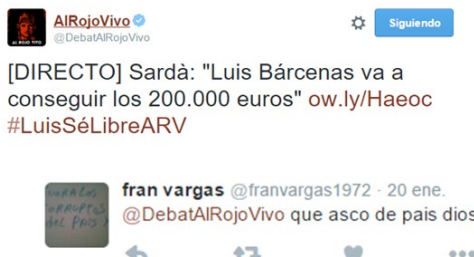 AlRojoVivo
@DebatAlRojoVivo
Siguiendo
[DIRECTO] Sardà: "Luis Bárcenas va a
conseguir los 200.000 euros" ow.ly/Haeoc
#LuisSéLibreARV
fran vargas @franvargas1972 · 20 ene.
@DebatAlRojoVivo que asco de pais dios